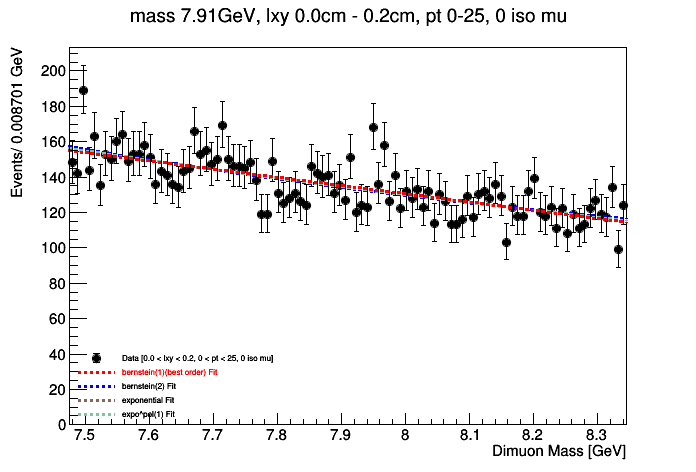 mass 7.91GeV, lxy 0.0cm - 0.2cm, pt 0-25, 0 iso mu
Events/ 0.008701 GeV
200
180
160
140
120
100
80
60
40
20
0
Data [0.0 < lxy < 0.2, 0 < pt < 25, 0 iso mu]
bernstein(1)(best order) Fit
bernstein(2) Fit
exponential Fit
expo*pol(1) Fit
7.5 7.6 7.7 7.8 7.9 8 8.1 8.2 8.3
Dimuon Mass [GeV]